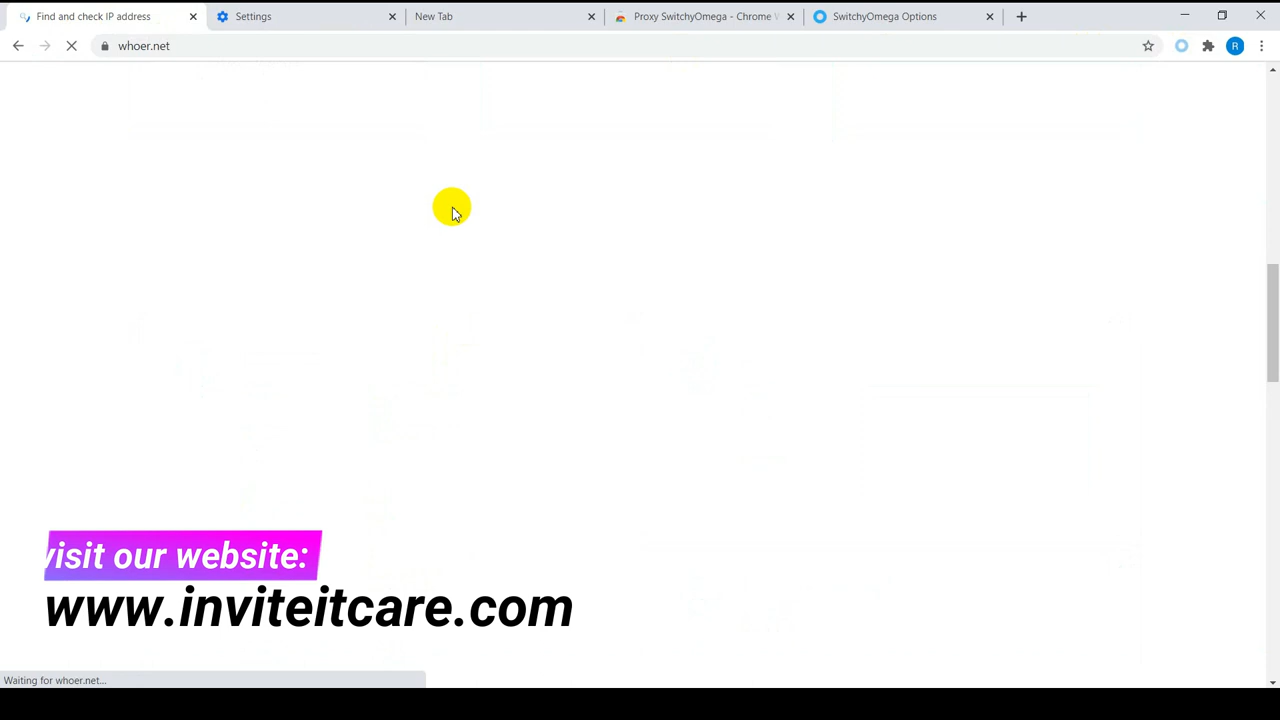 Find and check IP address
Settings
New Tab
Proxy SwitchyOmega - Chrome W
SwitchyOmega Options
whoer.net
R
visit our website:
www.inviteitcare.com
Waiting for whoer.net...